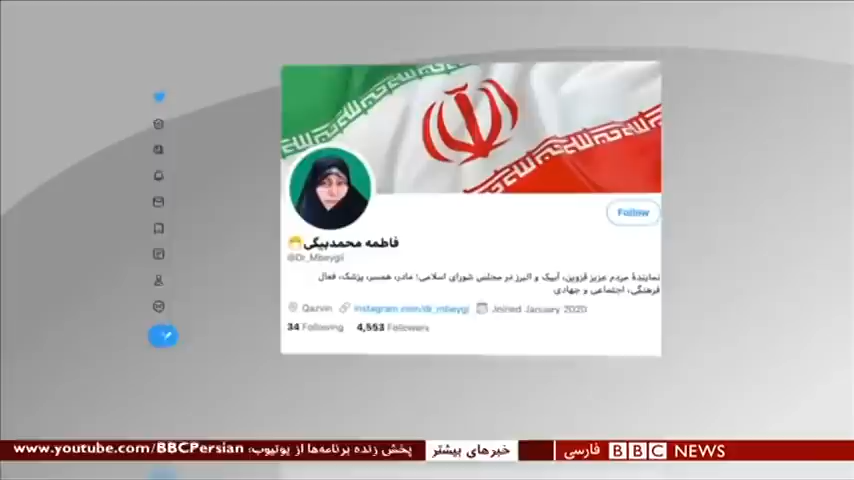 Follow
فاطمه محمدبیگی
@Dr_Mbeygii
نمایندهٔ مردم عزیز قزوین، آبیک و البرز در مجلس شورای اسلامی؛ مادر، همسر، پزشک، فعال
فرهنگی، اجتماعی و جهادی
Qazvin instagram.com/dr_mbeygi Joined January 2020
34 Following 4,553 Followers
www.youtube.com/BBCPersian پخش زنده برنامه‌ها از یوتیوب: خبرهای بیشتر فارسی BBC NEWS